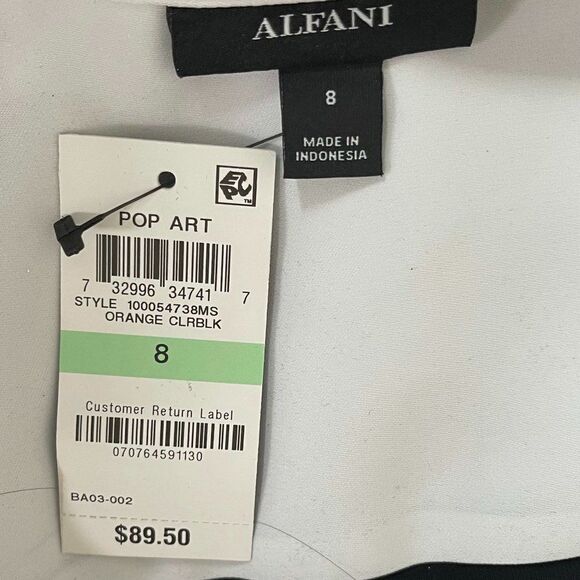 ALFANI
8
MADE IN
INDONESIA
EPC™
POP ART
7 32996 34741 7
STYLE 100054738MS
ORANGE CLRBLK
8
Customer Return Label
070764591130
BA03-002
$89.50